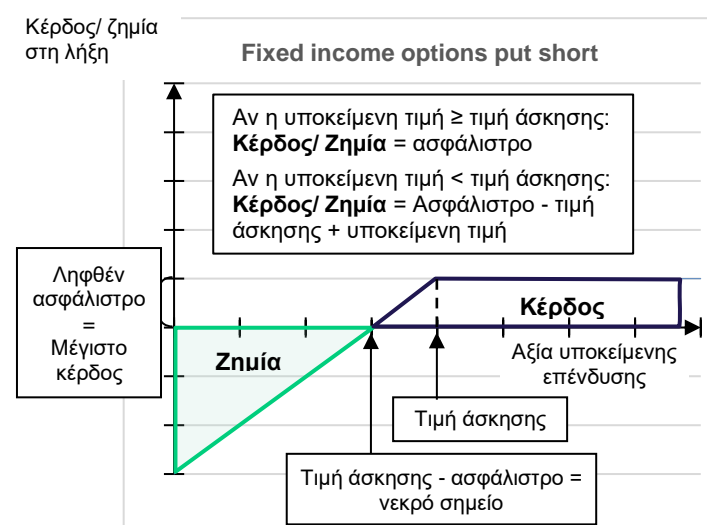 Κέρδος/ ζημία
στη λήξη
Fixed income options put short
Αν η υποκείμενη τιμή ≥ τιμή άσκησης:
Κέρδος/ Ζημία = ασφάλιστρο
Αν η υποκείμενη τιμή < τιμή άσκησης:
Κέρδος/ Ζημία = Ασφάλιστρο - τιμή
άσκησης + υποκείμενη τιμή
Ληφθέν
ασφάλιστρο
=
Μέγιστο
κέρδος
Κέρδος
Ζημία
Αξία υποκείμενης
επένδυσης
Τιμή άσκησης
Τιμή άσκησης - ασφάλιστρο =
νεκρό σημείο